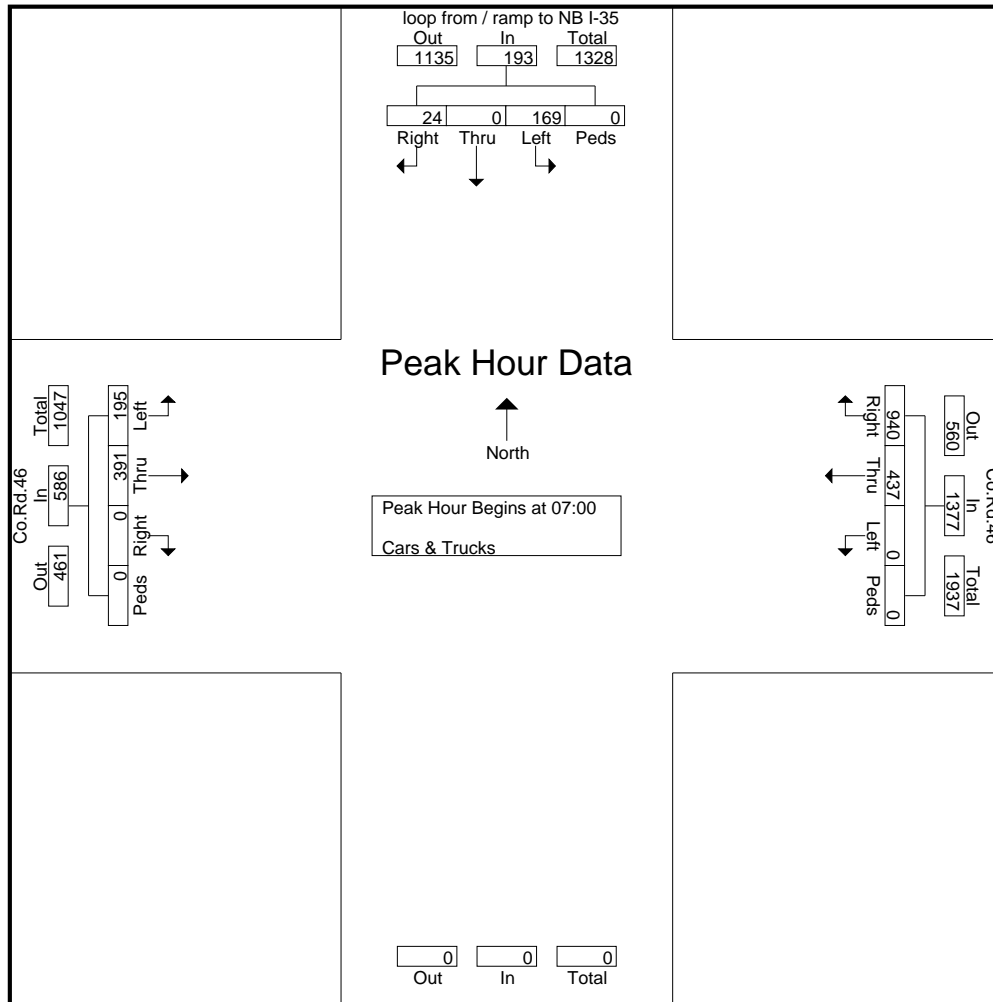 loop from / ramp to NB I-35
Out In Total
1135 193 1328
24 0 169 0
Right Thru Left Peds
Peak Hour Data
North
Peak Hour Begins at 07:00
Cars & Trucks
Co.Rd.46
Out In Total
461 586 1047
195 391 0 0
Left Thru Right Peds
Right Thru Left Peds
940 437 0 0
Out In Total
560 1377 1937
Co.Rd.46
0 0 0
Out In Total